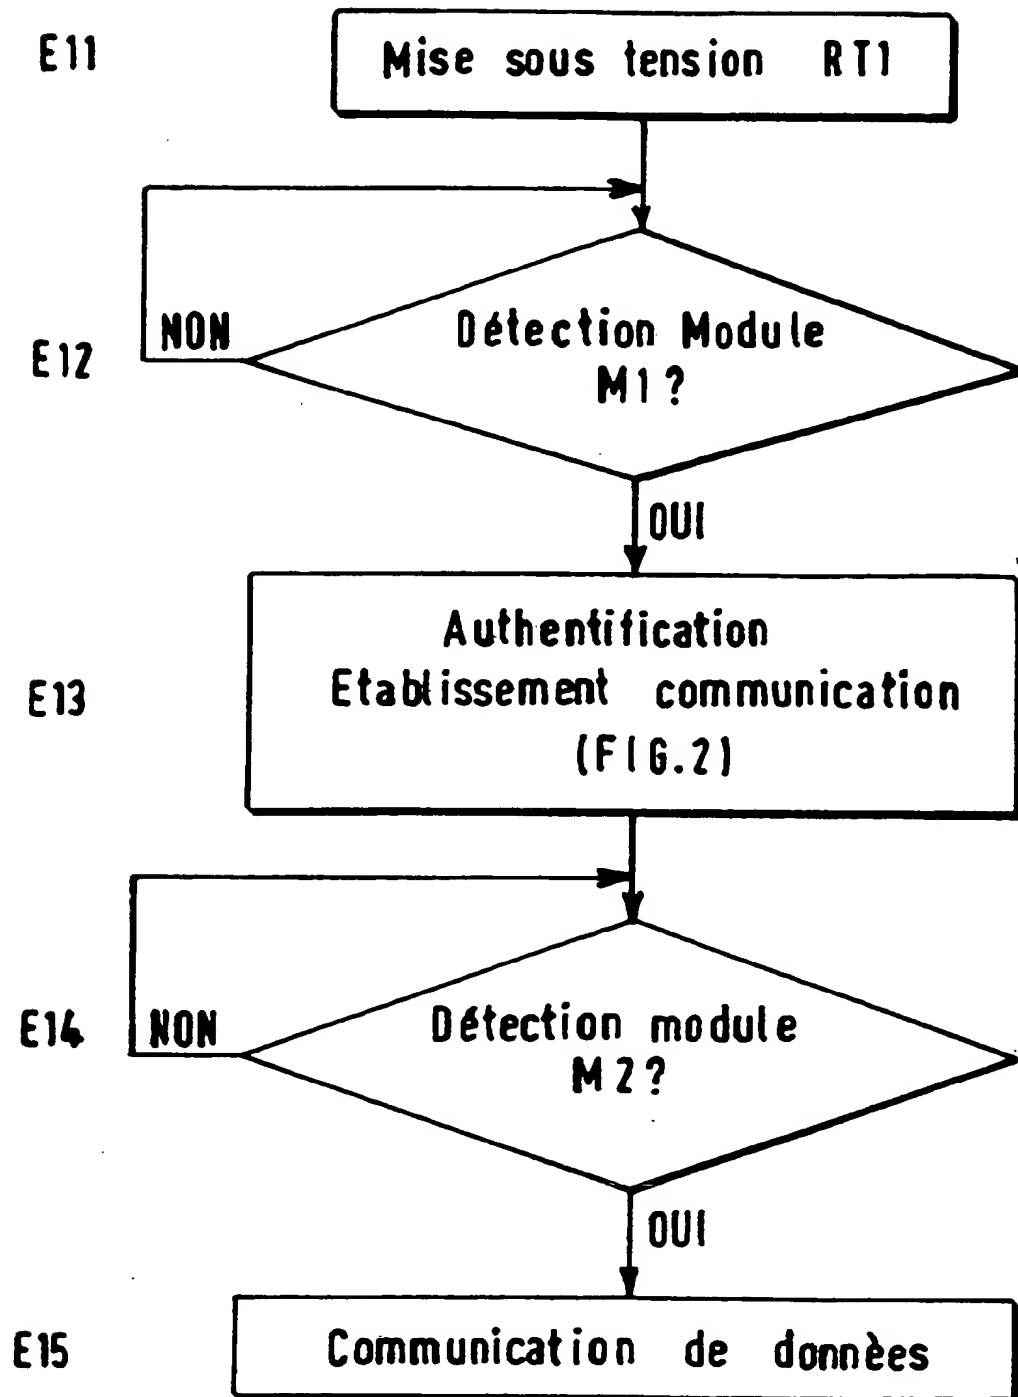 E11
Mise sous tension RT1
NON
E12
Détection Module
M1?
OUI
Authentification
E13
Etablissement communication
(FIG.2)
E14
NON
Détection module
M2?
OUI
E15
Communication de donnèes